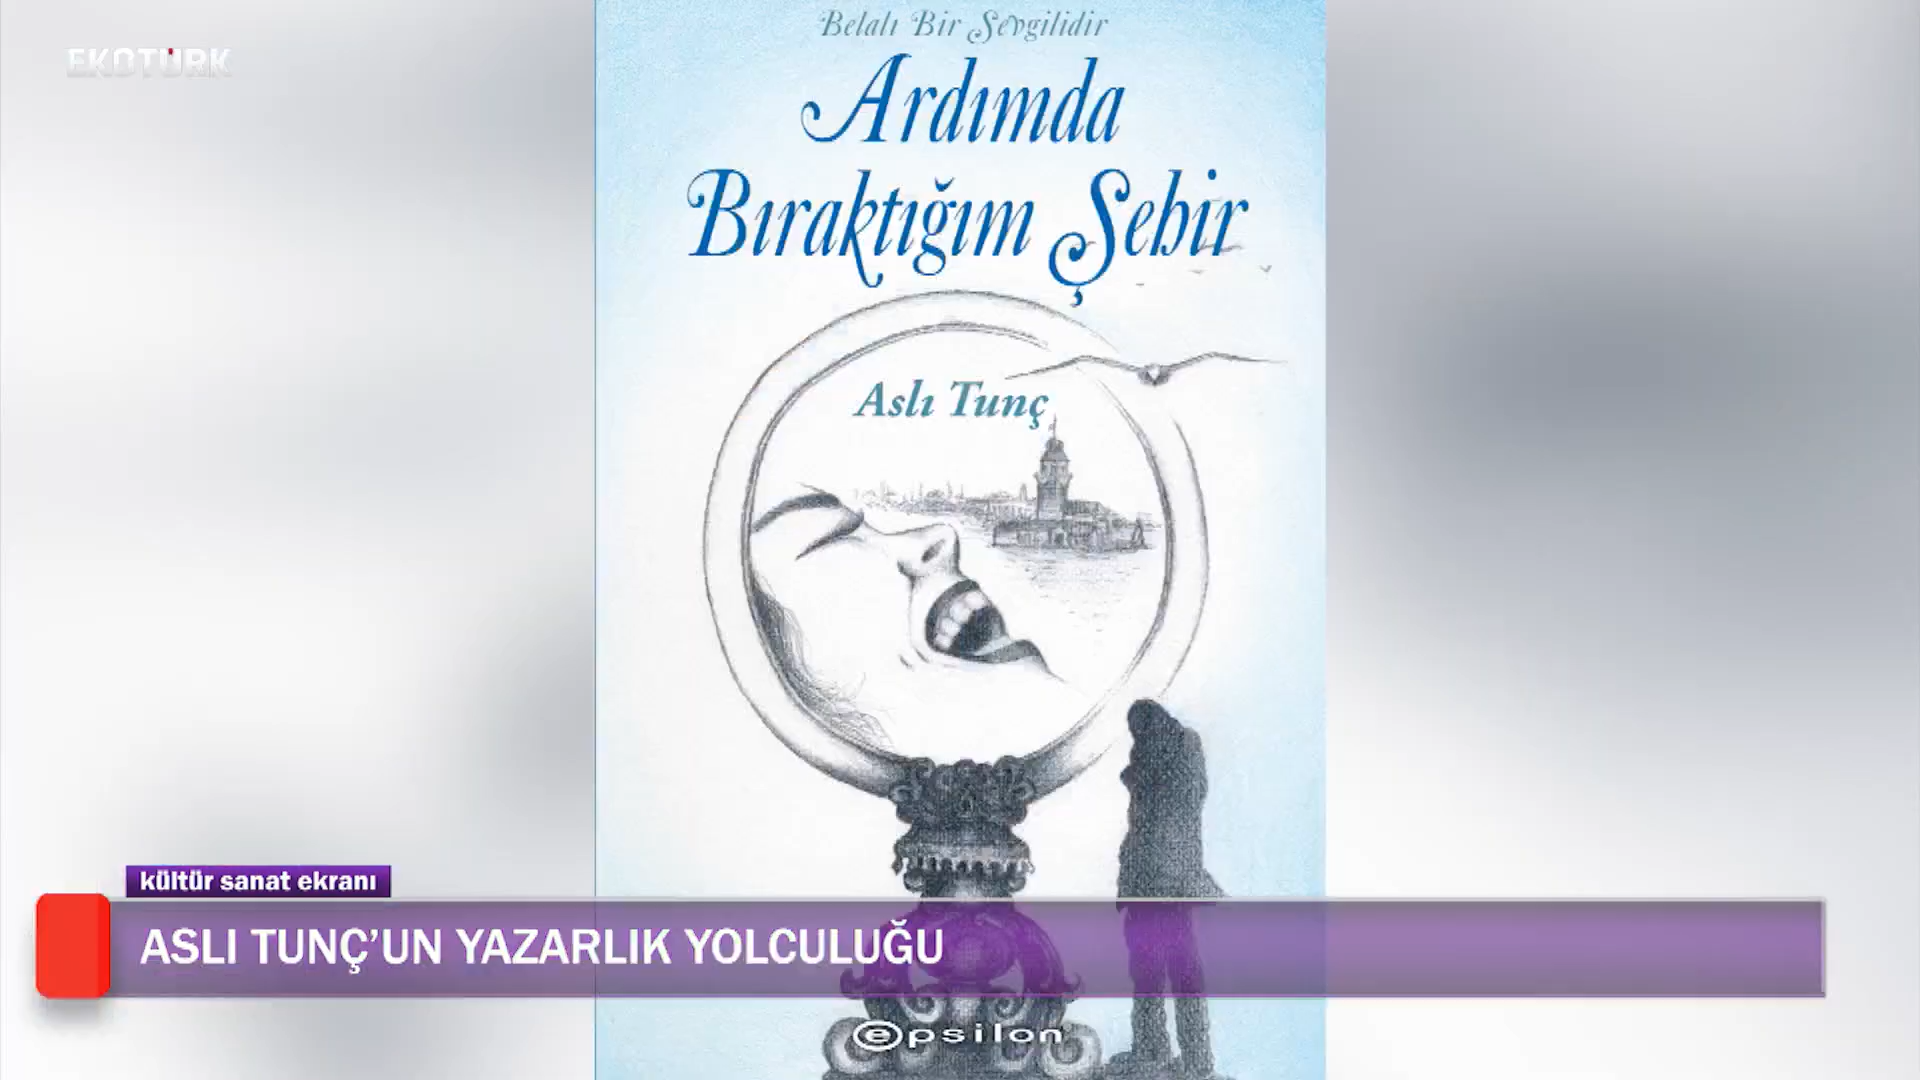 EKOTÜRK
Belalı Bir Sevgilidir
Ardımda
Bıraktığım Şehir
Aslı Tunç
kültür sanat ekranı
ASLI TUNÇ'UN YAZARLIK YOLCULUĞU
epsilon